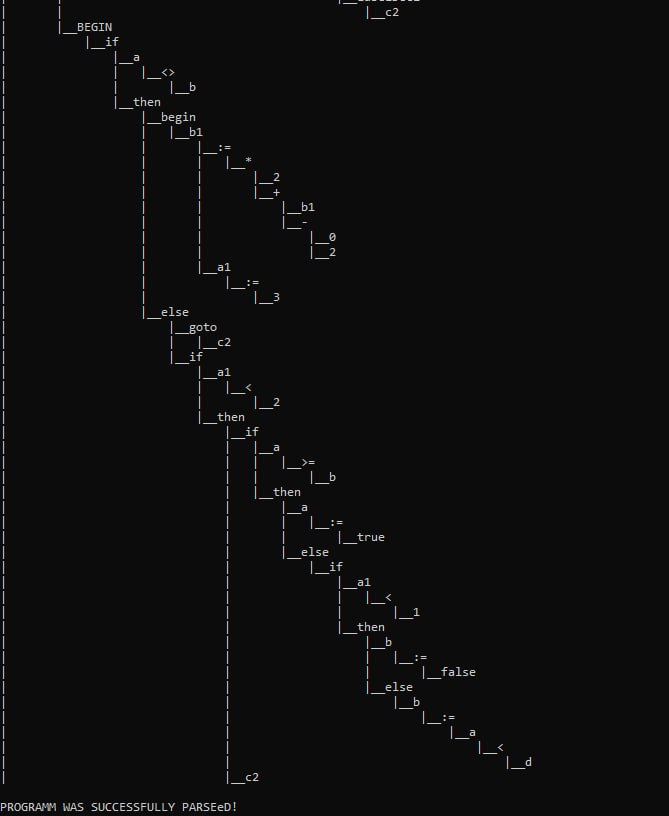 |__c2
|__BEGIN
|__if
|__a
|__<>
|__b
|__then
|__begin
|__b1
|__:=
|__*
|__2
|__+
|__b1
|__-
|__0
|__2
|__a1
|__:=
|__3
|__else
|__goto
|__c2
|__if
|__a1
|__<
|__2
|__then
|__if
|__a
|__>=
|__b
|__then
|__a
|__:=
|__true
|__else
|__if
|__a1
|__<
|__1
|__then
|__b
|__:=
|__false
|__else
|__b
|__:=
|__a
|__<
|__d
|__c2
PROGRAMM WAS SUCCESSFULLY PARSEeD!